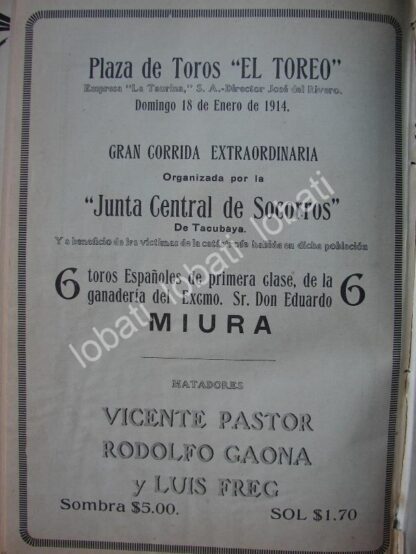 Plaza de Toros "EL TOREO"
Empresa "La Taurina," S. A.-Director José del Rivero.
Domingo 18 de Enero de 1914.
GRAN CORRIDA EXTRAORDINARIA
Organizada por la
"Junta Central de Socorros"
De Tacubaya.
Y a beneficio de las víctimas de la catástrofe habida en dicha población
6 toros Españoles de primera clase, de la 6
ganadería del Excmo. Sr. Don Eduardo
MIURA
MATADORES
VICENTE PASTOR
RODOLFO GAONA
y LUIS FREG
Sombra $5.00. SOL $1.70
lobati lobati lobati